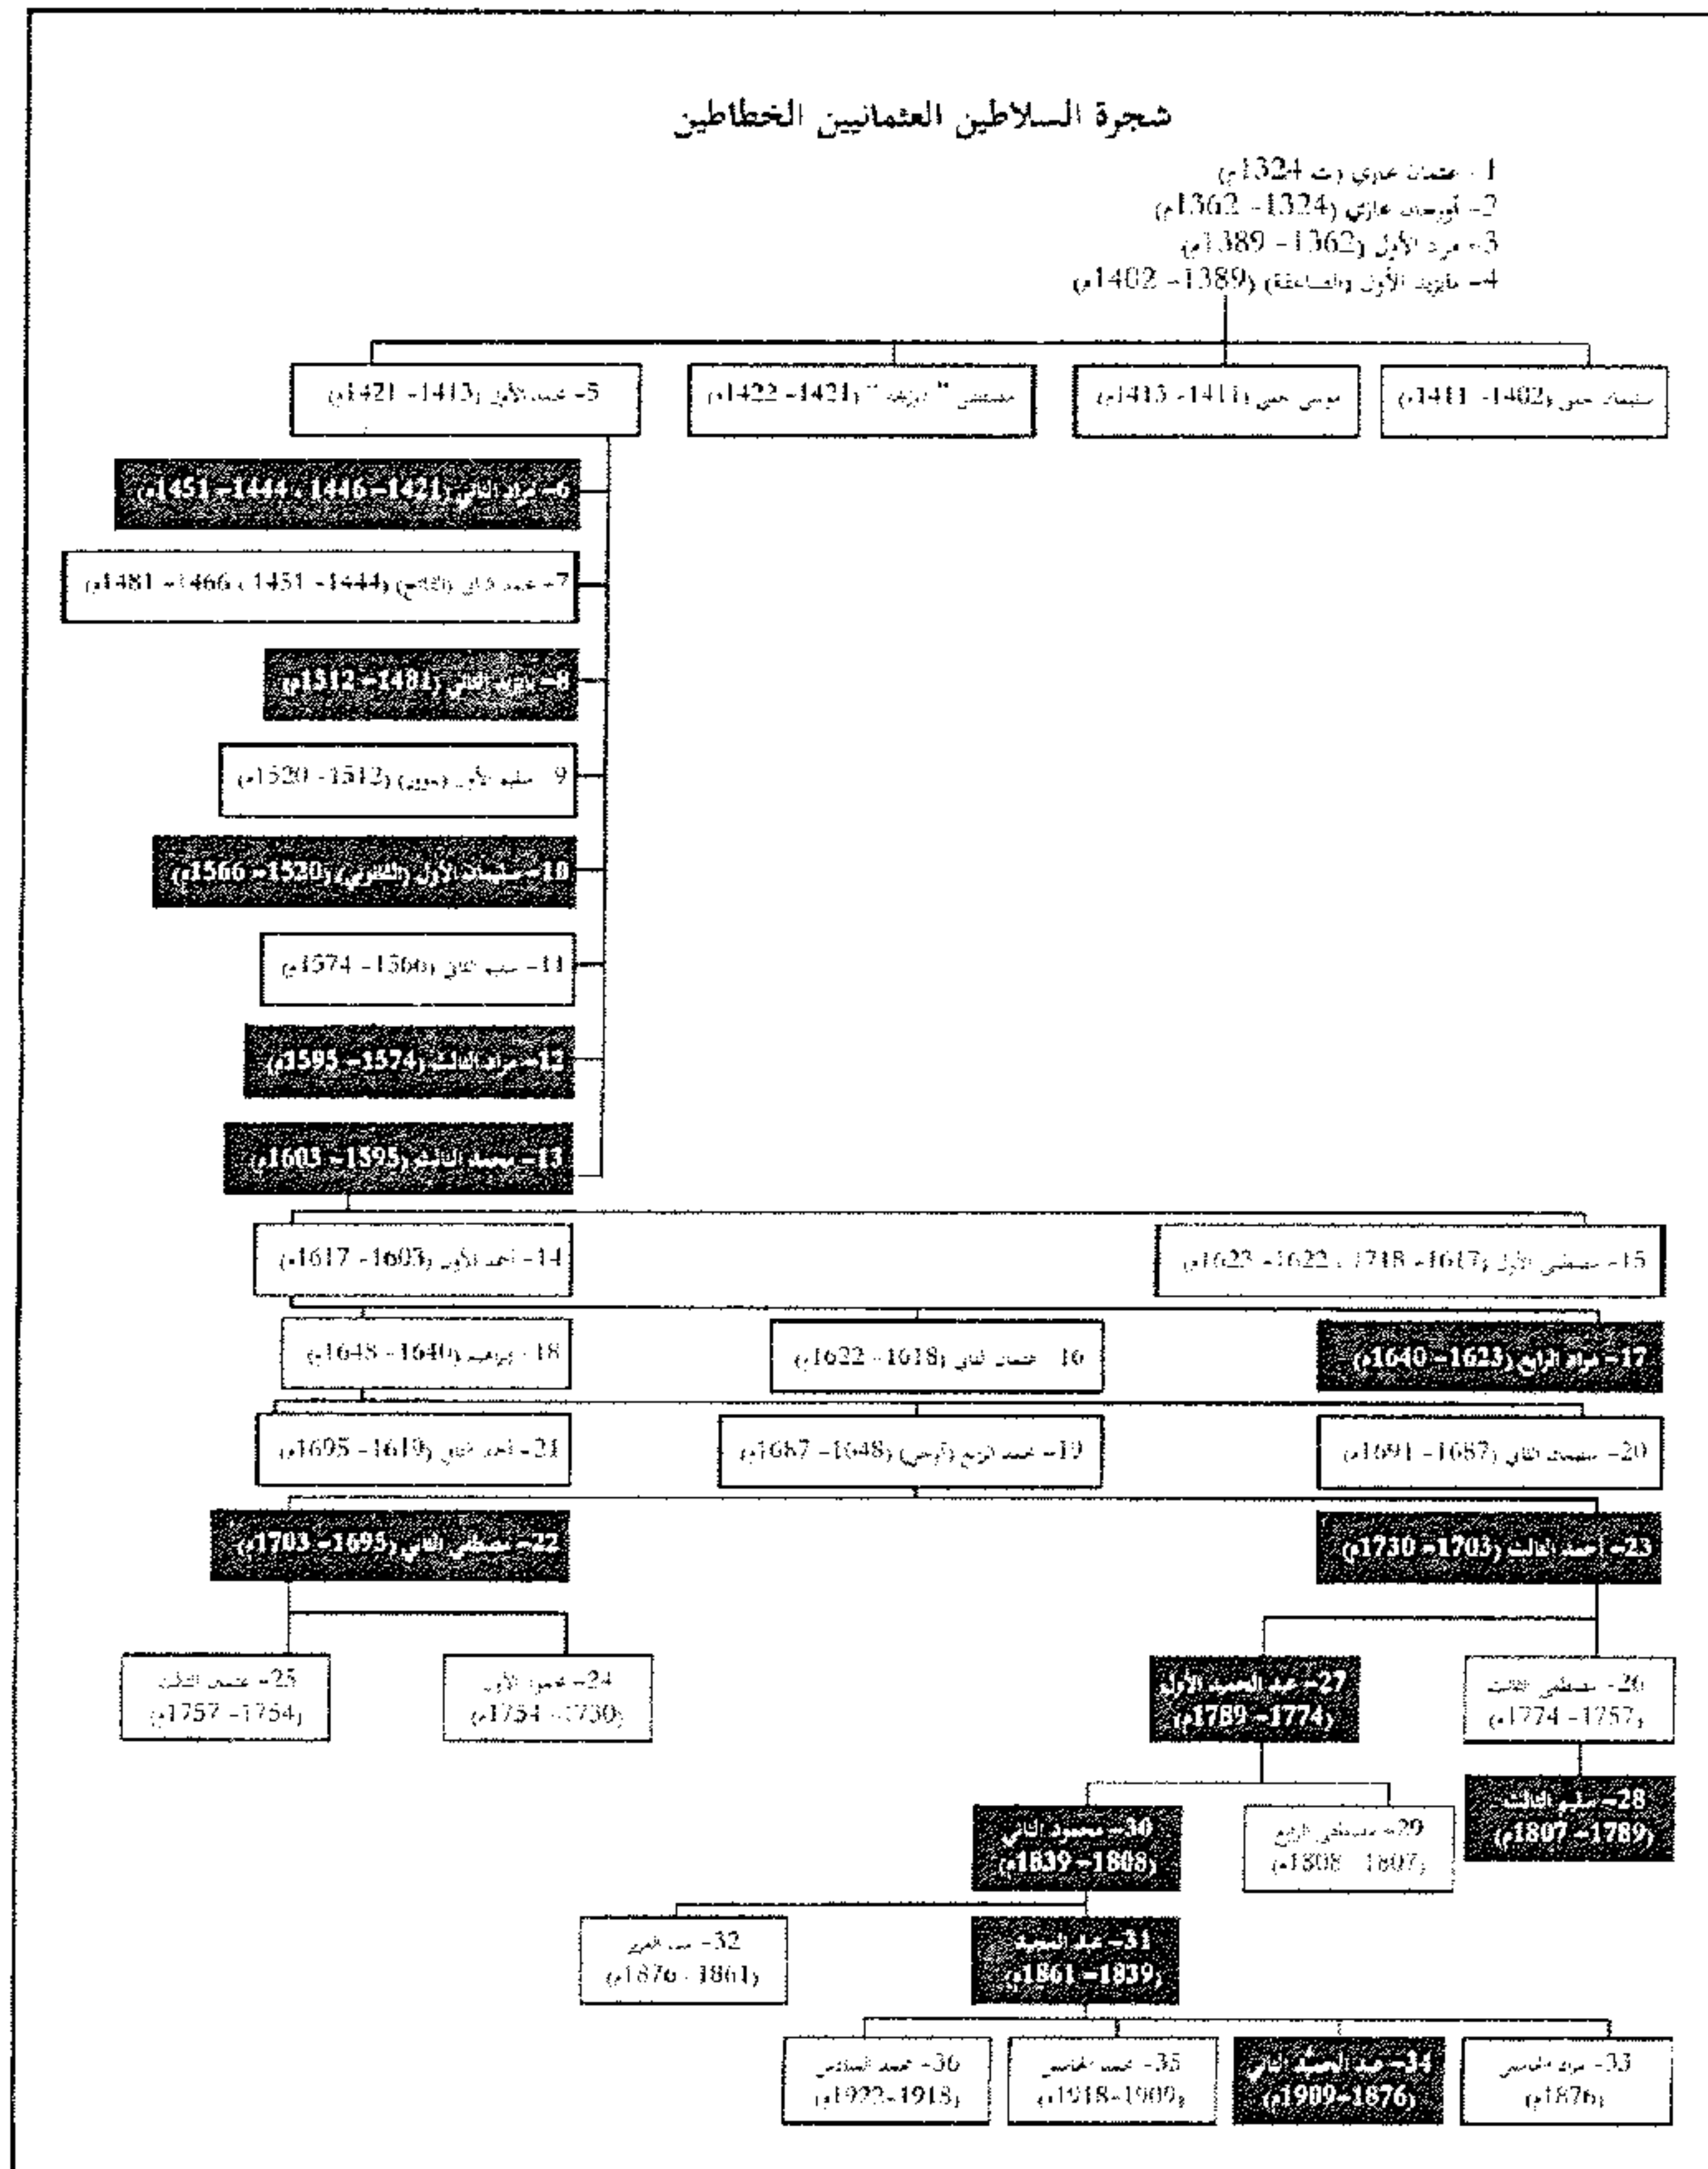 شجرة السلاطين العثمانيين الخطاطين
1- عثمان غازي (ت 1324م)
2- أورخان غازي (1324- 1362م)
3- مراد الأول (1362- 1389م)
4- بايزيد الأول (الصاعقة) (1389- 1402م)
سليمان جلبي (1402- 1411م)
موسى جلبي (1411- 1413م)
مصطفى " " (1421- 1422م)
5- محمد الأول (1413- 1421م)
6- مراد الثاني (1421- 1446 ، 1444- 1451م)
7- محمد الثاني (الفاتح) (1444- 1451 ، 1466- 1481م)
8- بايزيد الثاني (1481- 1512م)
9- سليم الأول (ياووز) (1512- 1520م)
10- سليمان الأول (القانوني) (1520- 1566م)
11- سليم الثاني (1566- 1574م)
12- مراد الثالث (1574- 1595م)
13- محمد الثالث (1595- 1603م)
15- مصطفى الأول (1617- 1718 ، 1622- 1623م)
14- أحمد الأول (1603- 1617م)
17- مراد الرابع (1623- 1640م)
16- عثمان الثاني (1618- 1622م)
18- إبراهيم (1640- 1648م)
20- سليمان الثاني (1687- 1691م)
19- محمد الرابع (1648- 1687م)
21- أحمد الثاني (1619- 1695م)
23- أحمد الثالث (1703- 1730م)
22- مصطفى الثاني (1695- 1703م)
26- مصطفى الثالث
(1757- 1774م)
27- عبد الحميد الأول
(1774- 1789م)
24- محمود الأول
(1730- 1754م)
25- عثمان الثالث
(1754- 1757م)
28- سليم الثالث
(1789- 1807م)
29- مصطفى الرابع
(1807- 1808م)
30- محمود الثاني
(1808- 1839م)
31- عبد المجيد
(1839- 1861م)
32- عبد العزيز
(1861- 1876م)
33- مراد الخامس
(1876م)
34- عبد الحميد الثاني
(1876-1909م)
35- محمد الخامس
(1909-1918م)
36- محمد السادس
(1918-1922م)